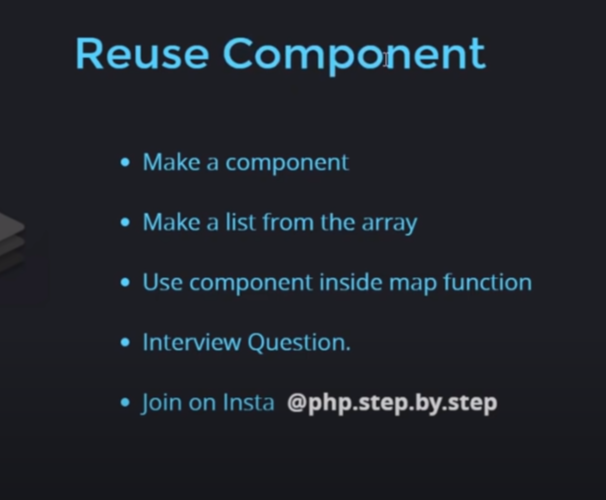 Reuse Component
Make a component
Make a list from the array
Use component inside map function
Interview Question.
Join on Insta @php.step.by.step